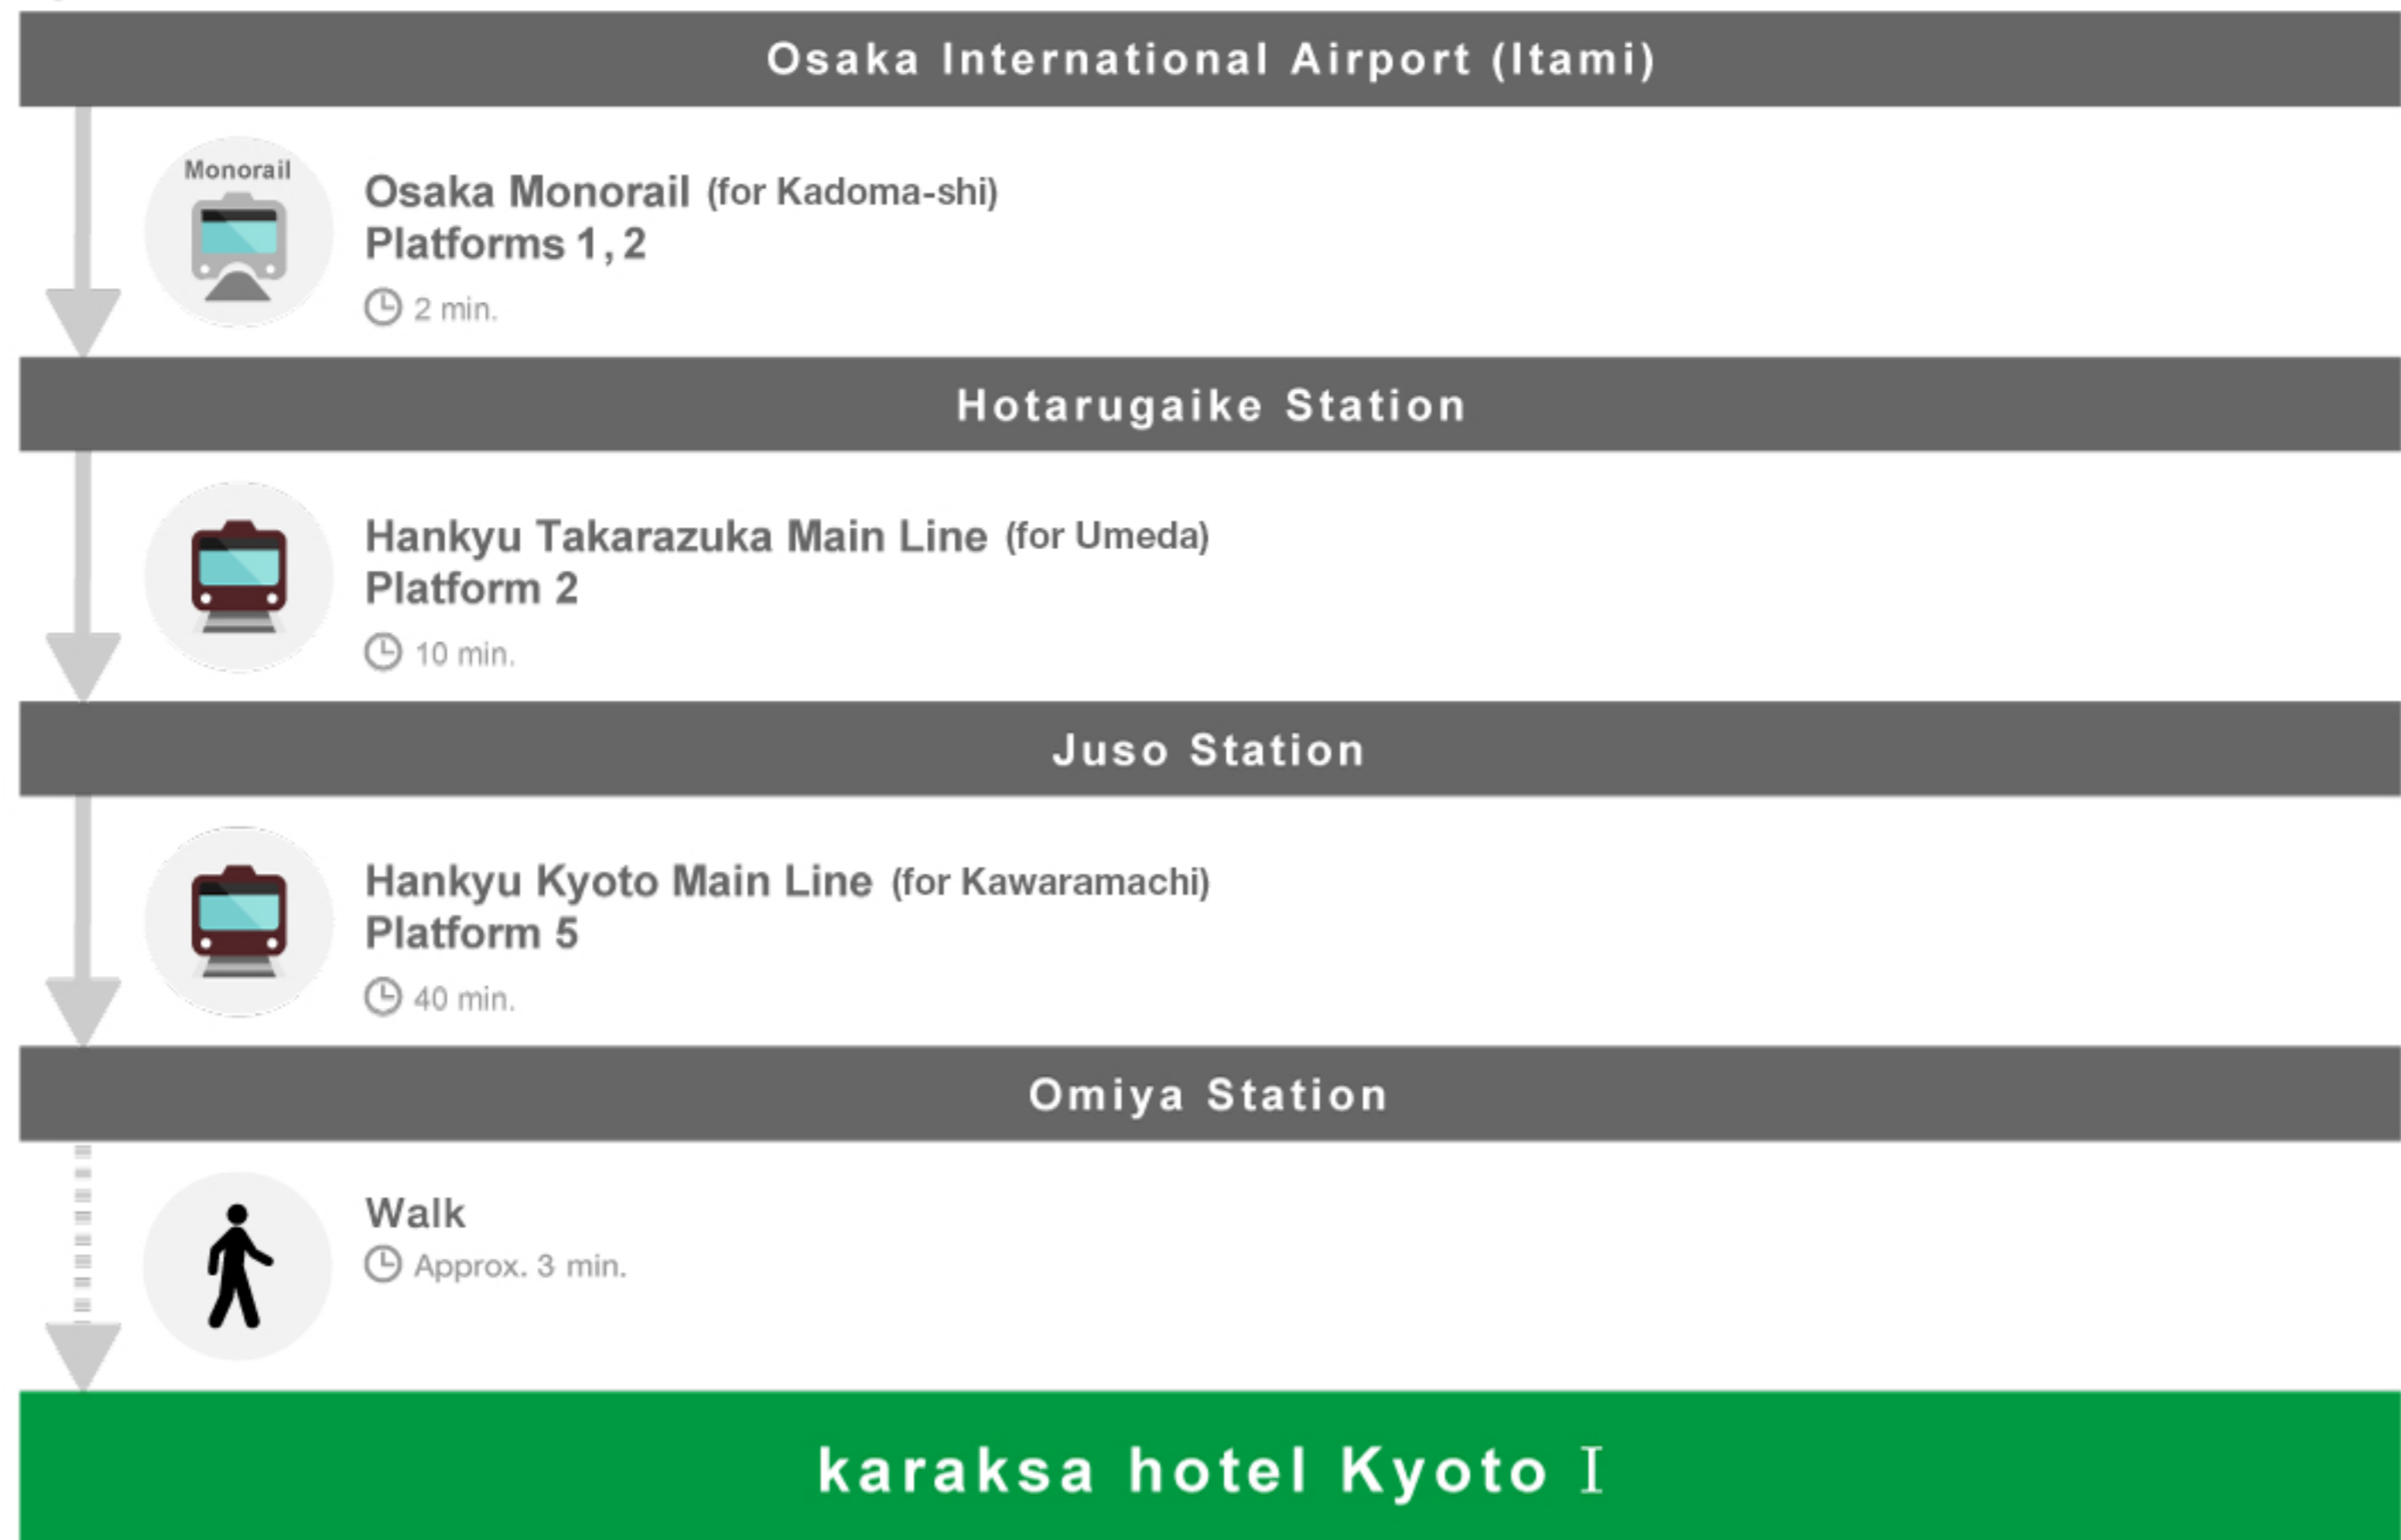 Osaka International Airport (Itami)
Monorail
Osaka Monorail (for Kadoma-shi)
Platforms 1, 2
2 min.
Hotarugaike Station
Hankyu Takarazuka Main Line (for Umeda)
Platform 2
10 min.
Juso Station
Hankyu Kyoto Main Line (for Kawaramachi)
Platform 5
40 min.
Omiya Station
Walk
Approx. 3 min.
karaksa hotel Kyoto I